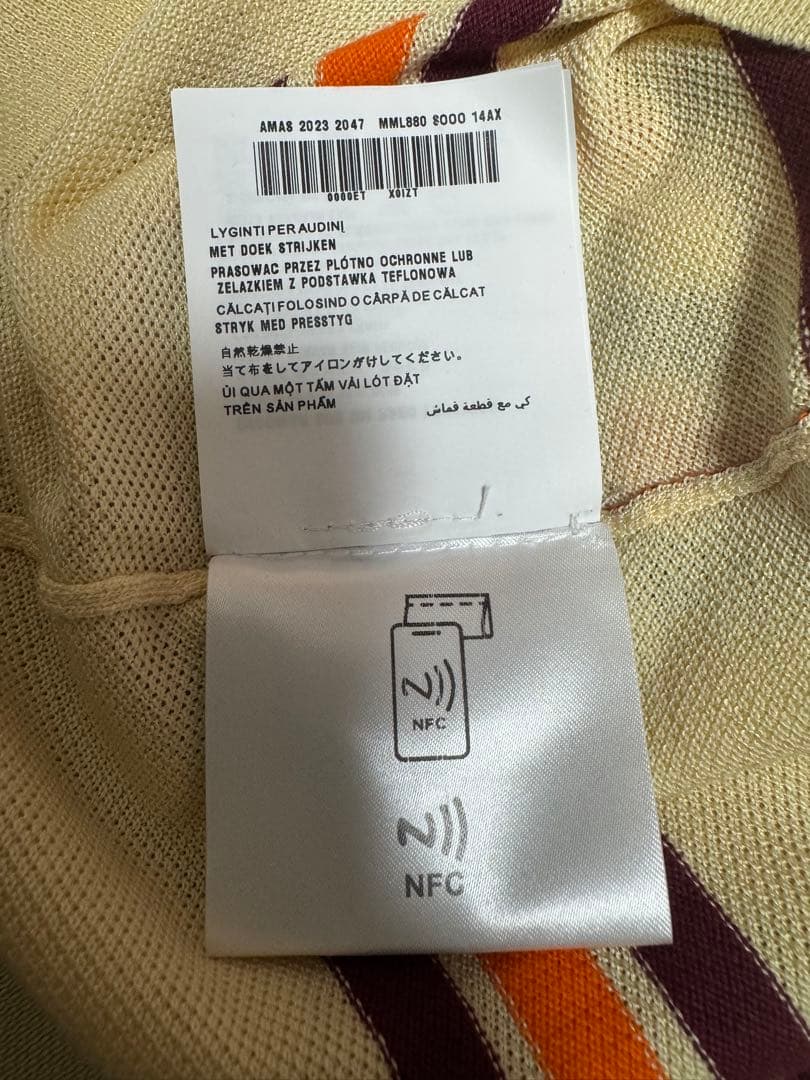 AMAS 2023 2047 MML880 S000 14AX
0000ET X0IZT
LYGINTI PER AUDINĮ
MET DOEK STRIJKEN
PRASOWAC PRZEZ PLÓTNO OCHRONNE LUB
ZELAZKIEM Z PODSTAWKA TEFLONOWA
CĂLCAȚI FOLOSIND O CÂRPĂ DE CĂLCAT
STRYK MED PRESSTYG
自然乾燥禁止
当て布をしてアイロンがけしてください。
ỦI QUA MỘT TẤM VẢI LÓT ĐẶT
TRÊN SẢN PHẨM
كي مع قطعة قماش
NFC
NFC